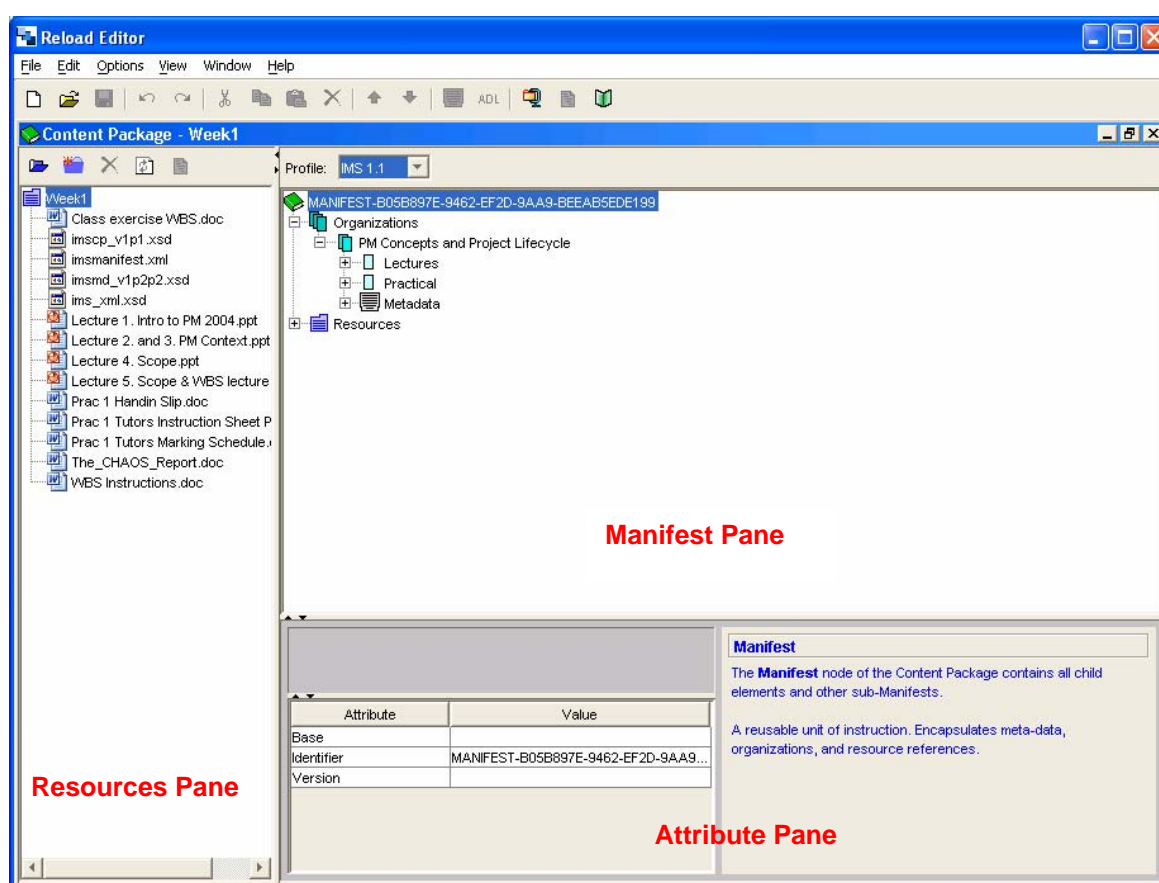 Reload Editor
File Edit Options View Window Help
ADL
Content Package - Week1
Profile: IMS 1.1
Week1
Class exercise WBS.doc
imscp_v1p1.xsd
imsmanifest.xml
imsmd_v1p2p2.xsd
ims_xml.xsd
Lecture 1. Intro to PM 2004.ppt
Lecture 2. and 3. PM Context.ppt
Lecture 4. Scope.ppt
Lecture 5. Scope & WBS lecture
Prac 1 Handin Slip.doc
Prac 1 Tutors Instruction Sheet P
Prac 1 Tutors Marking Schedule.
The_CHAOS_Report.doc
WBS Instructions.doc
Resources Pane
MANIFEST-B05B897E-9462-EF2D-9AA9-BEEAB5EDE199
Organizations
PM Concepts and Project Lifecycle
Lectures
Practical
Metadata
Resources
Manifest Pane
Attribute Value
Base
Identifier MANIFEST-B05B897E-9462-EF2D-9AA9...
Version
Manifest
The Manifest node of the Content Package contains all child
elements and other sub-Manifests.
A reusable unit of instruction. Encapsulates meta-data,
organizations, and resource references.
Attribute Pane